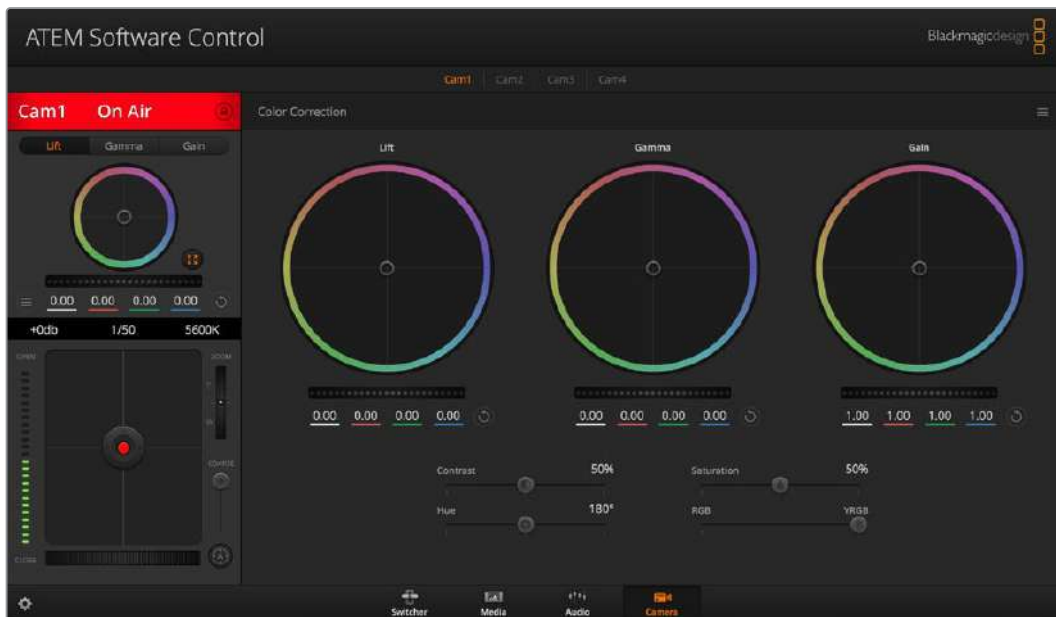 ATEM Software Control
Blackmagicdesign
Cam1 Cam2 Cam3 Cam4
Cam1 On Air
Color Correction
Lift Gamma Gain
0.00 0.00 0.00 0.00
+0db 1/50 5600K
ZOOM
COARSE
CLOSE
Lift
Gamma
Gain
0.00 0.00 0.00 0.00
0.00 0.00 0.00 0.00
1.00 1.00 1.00 1.00
Contrast 50%
Saturation 50%
Hue 180°
RGB YRGB
Switcher
Media
Audio
Camera